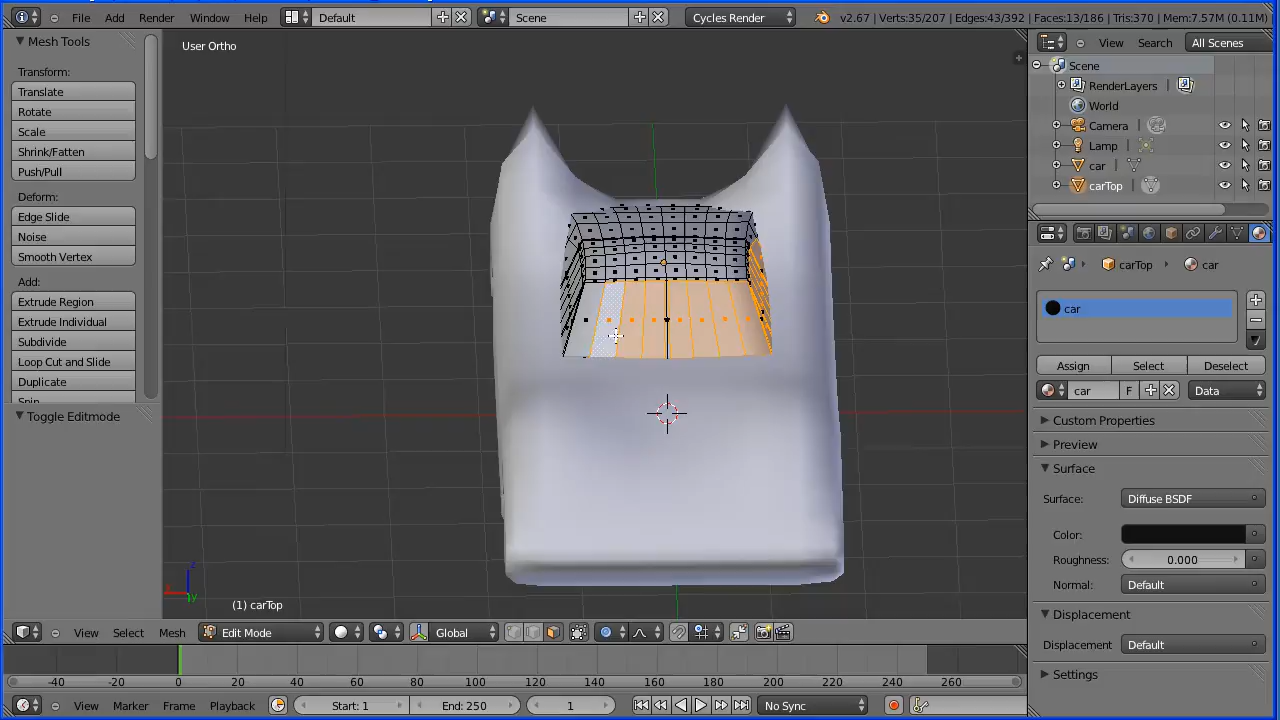 File Add Render Window Help Default Scene Cycles Render v2.67 | Verts:35/207 | Edges:43/392 | Faces:13/186 | Tris:370 | Mem:7.57M (0.11M)
Mesh Tools
Transform:
Translate
Rotate
Scale
Shrink/Fatten
Push/Pull
Deform:
Edge Slide
Noise
Smooth Vertex
Add:
Extrude Region
Extrude Individual
Subdivide
Loop Cut and Slide
Duplicate
Toggle Editmode
User Ortho
(1) carTop
View Select Mesh Edit Mode Global
-40 -20 0 20 40 60 80 100 120 140 160 180 200 220 240 260
View Marker Frame Playback Start: 1 End: 250 1 No Sync
View Search All Scenes
Scene
RenderLayers
World
Camera
Lamp
car
carTop
carTop car
car
Assign Select Deselect
car F Data
Custom Properties
Preview
Surface
Surface: Diffuse BSDF
Color:
Roughness: 0.000
Normal: Default
Displacement
Displacement Default
Settings